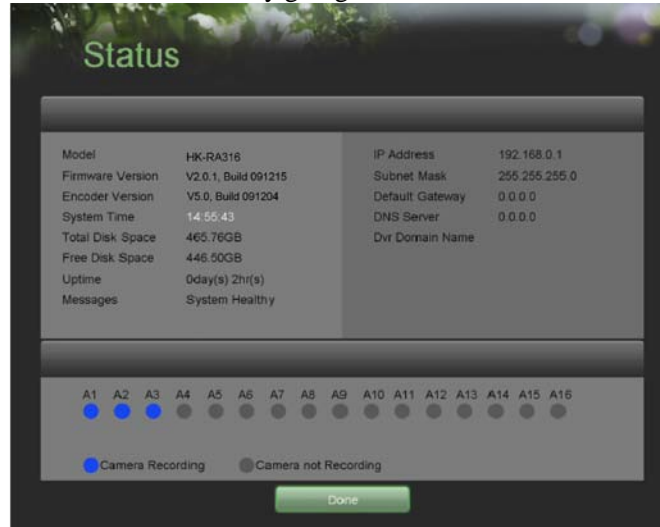 Status
Model HK-RA316
Firmware Version V2.0.1, Build 091215
Encoder Version V5.0, Build 091204
System Time 14:55:43
Total Disk Space 465.76GB
Free Disk Space 446.50GB
Uptime 0day(s) 2hr(s)
Messages System Healthy
IP Address 192.168.0.1
Subnet Mask 255.255.255.0
Default Gateway 0.0.0.0
DNS Server 0.0.0.0
Dvr Domain Name
A1 A2 A3 A4 A5 A6 A7 A8 A9 A10 A11 A12 A13 A14 A15 A16
Camera Recording Camera not Recording
Done